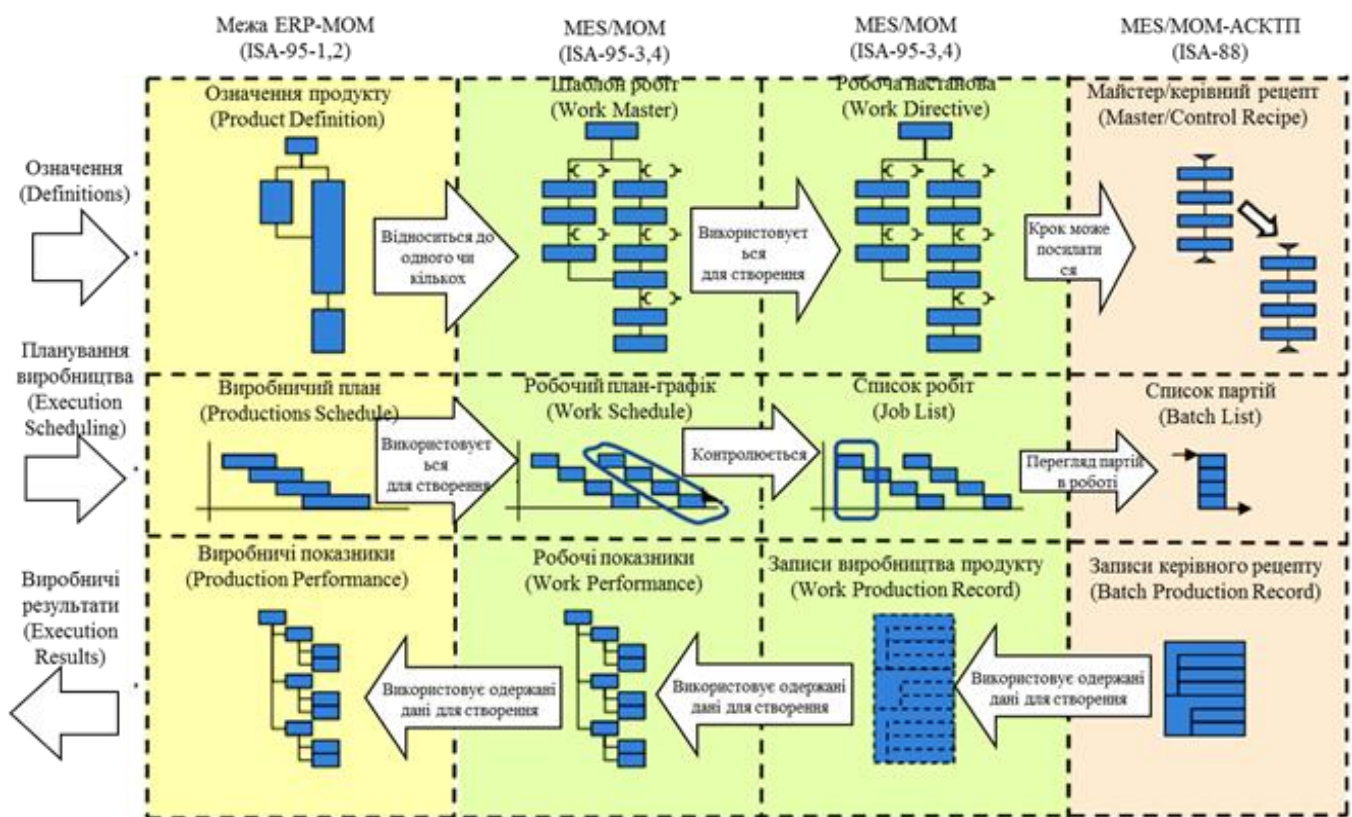 Межа ERP-МОМ
(ISA-95-1,2)
MES/MOM
(ISA-95-3,4)
MES/MOM
(ISA-95-3,4)
MES/MOM-АСКТП
(ISA-88)
Означення
(Definitions)
Означення продукту
(Product Definition)
Шаблон робіт
(Work Master)
Робоча настанова
(Work Directive)
Майстер/керівний рецепт
(Master/Control Recipe)
Відноситься до
одного чи
кількох
Використовуєт
ься
для створення
Крок може
посилати
ся
Планування
виробництва
(Execution
Scheduling)
Виробничий план
(Productions Schedule)
Використовуєт
ься
для створення
Робочий план-графік
(Work Schedule)
Контролюється
Список робіт
(Job List)
Перегляд партій
в роботі
Список партій
(Batch List)
Виробничі
результати
(Execution
Results)
Виробничі показники
(Production Performance)
Робочі показники
(Work Performance)
Записи виробництва продукту
(Work Production Record)
Записи керівного рецепту
(Batch Production Record)
Використовує одержані
дані для створення
Використовує одержані
дані для створення
Використовує одержані
дані для створення